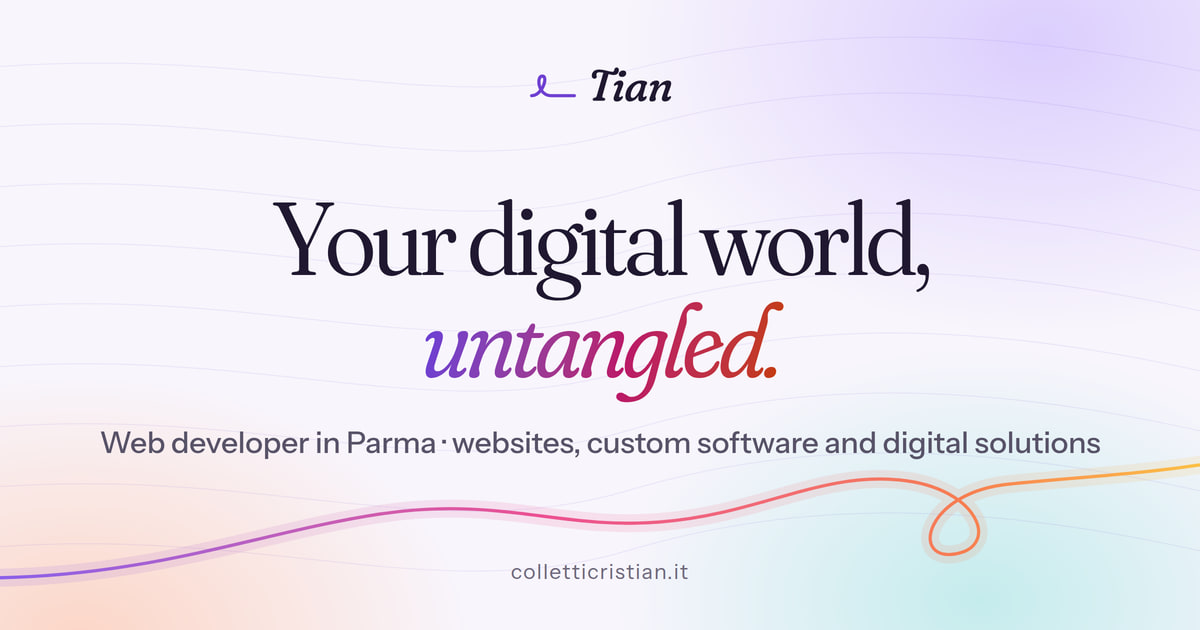 Tian
Your digital world,
untangled.
Web developer in Parma · websites, custom software and digital solutions
colletticristian.it